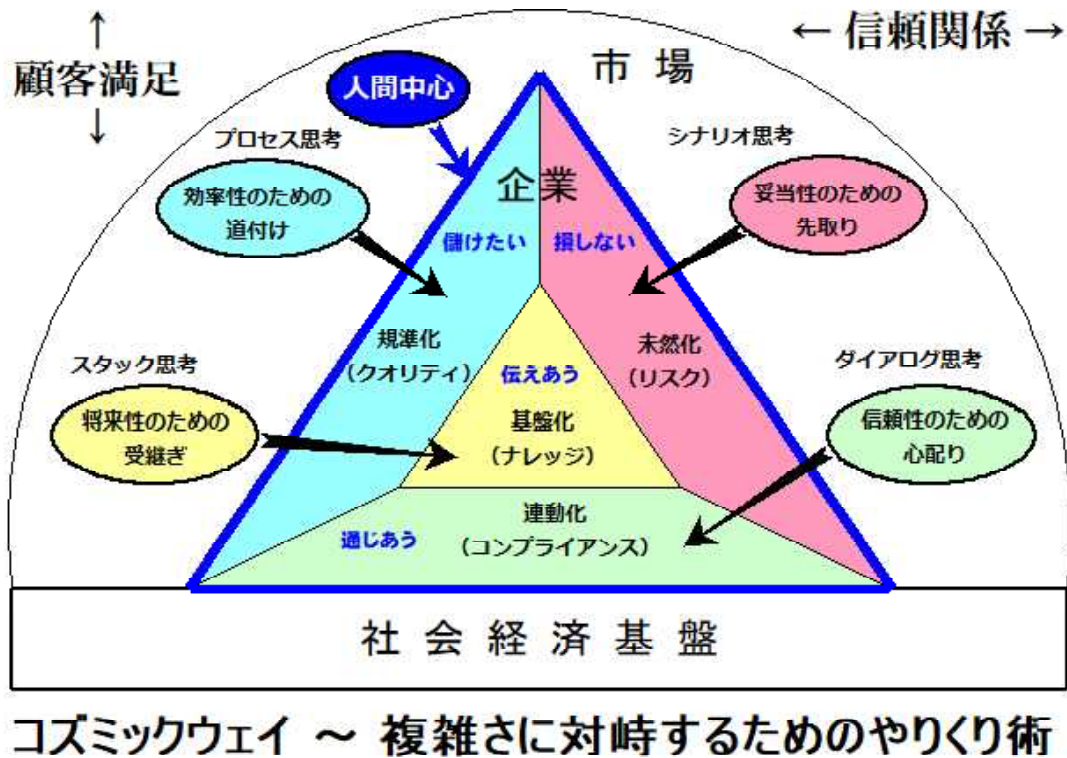 ↑
顧客満足
↓
← 信頼関係 →
市 場
人間中心
プロセス思考
効率性のための
道付け
シナリオ思考
妥当性のための
先取り
企業
儲けたい
損しない
規準化
（クオリティ）
未然化
（リスク）
スタック思考
将来性のための
受継ぎ
伝えあう
基盤化
（ナレッジ）
ダイアログ思考
信頼性のための
心配り
通じあう
連動化
（コンプライアンス）
社 会 経 済 基 盤
コズミックウェイ ～ 複雑さに対峙するためのやりくり術